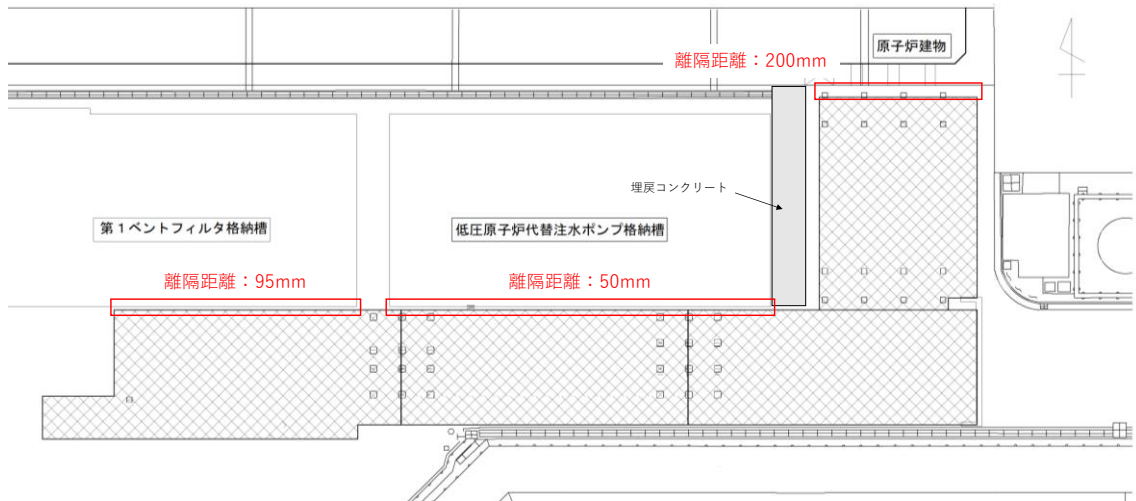 原子炉建物
離隔距離：200mm
埋戻コンクリート
第１ベントフィルタ格納槽
低圧原子炉代替注水ポンプ格納槽
離隔距離：95mm
離隔距離：50mm